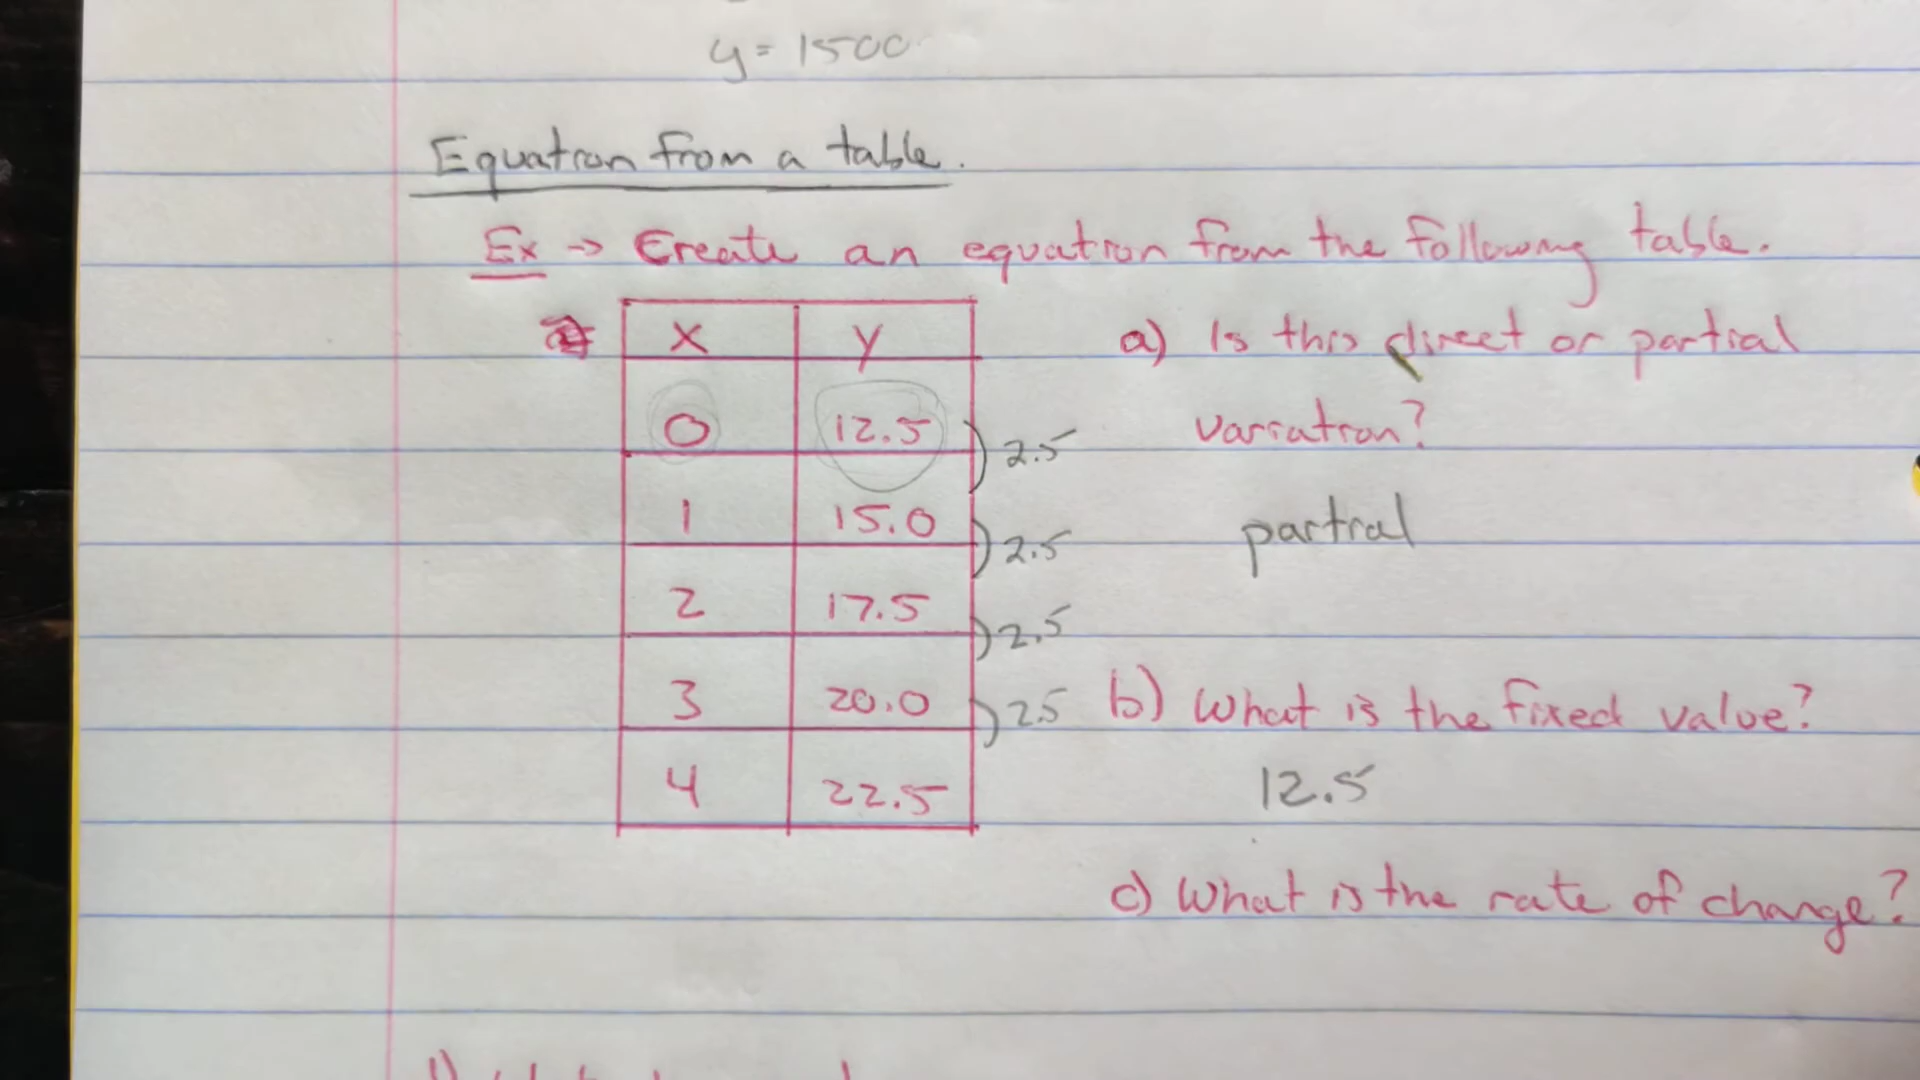 y = 1500
Equation from a table.
Ex → Create an equation from the following table.
x y
0 12.5
2.5
1 15.0
2.5
2 17.5
2.5
3 20.0
2.5
4 22.5
a) Is this direct or partial
variation?
partial
b) What is the fixed value?
12.5
c) What is the rate of change?